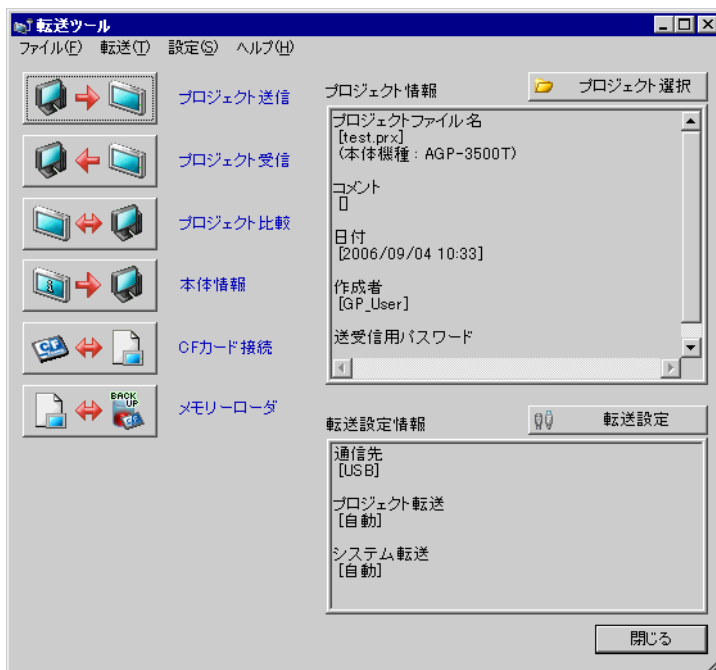 転送ツール
ファイル(F) 転送(T) 設定(S) ヘルプ(H)
プロジェクト送信
プロジェクト受信
プロジェクト比較
本体情報
CFカード接続
BACK UP
メモリーローダ
プロジェクト情報
プロジェクト選択
プロジェクトファイル名
[test.prx]
(本体機種 : AGP-3500T)
コメント
[]
日付
[2006/09/04 10:33]
作成者
[GP_User]
送受信用パスワード
転送設定情報
転送設定
通信先
[USB]
プロジェクト転送
[自動]
システム転送
[自動]
閉じる